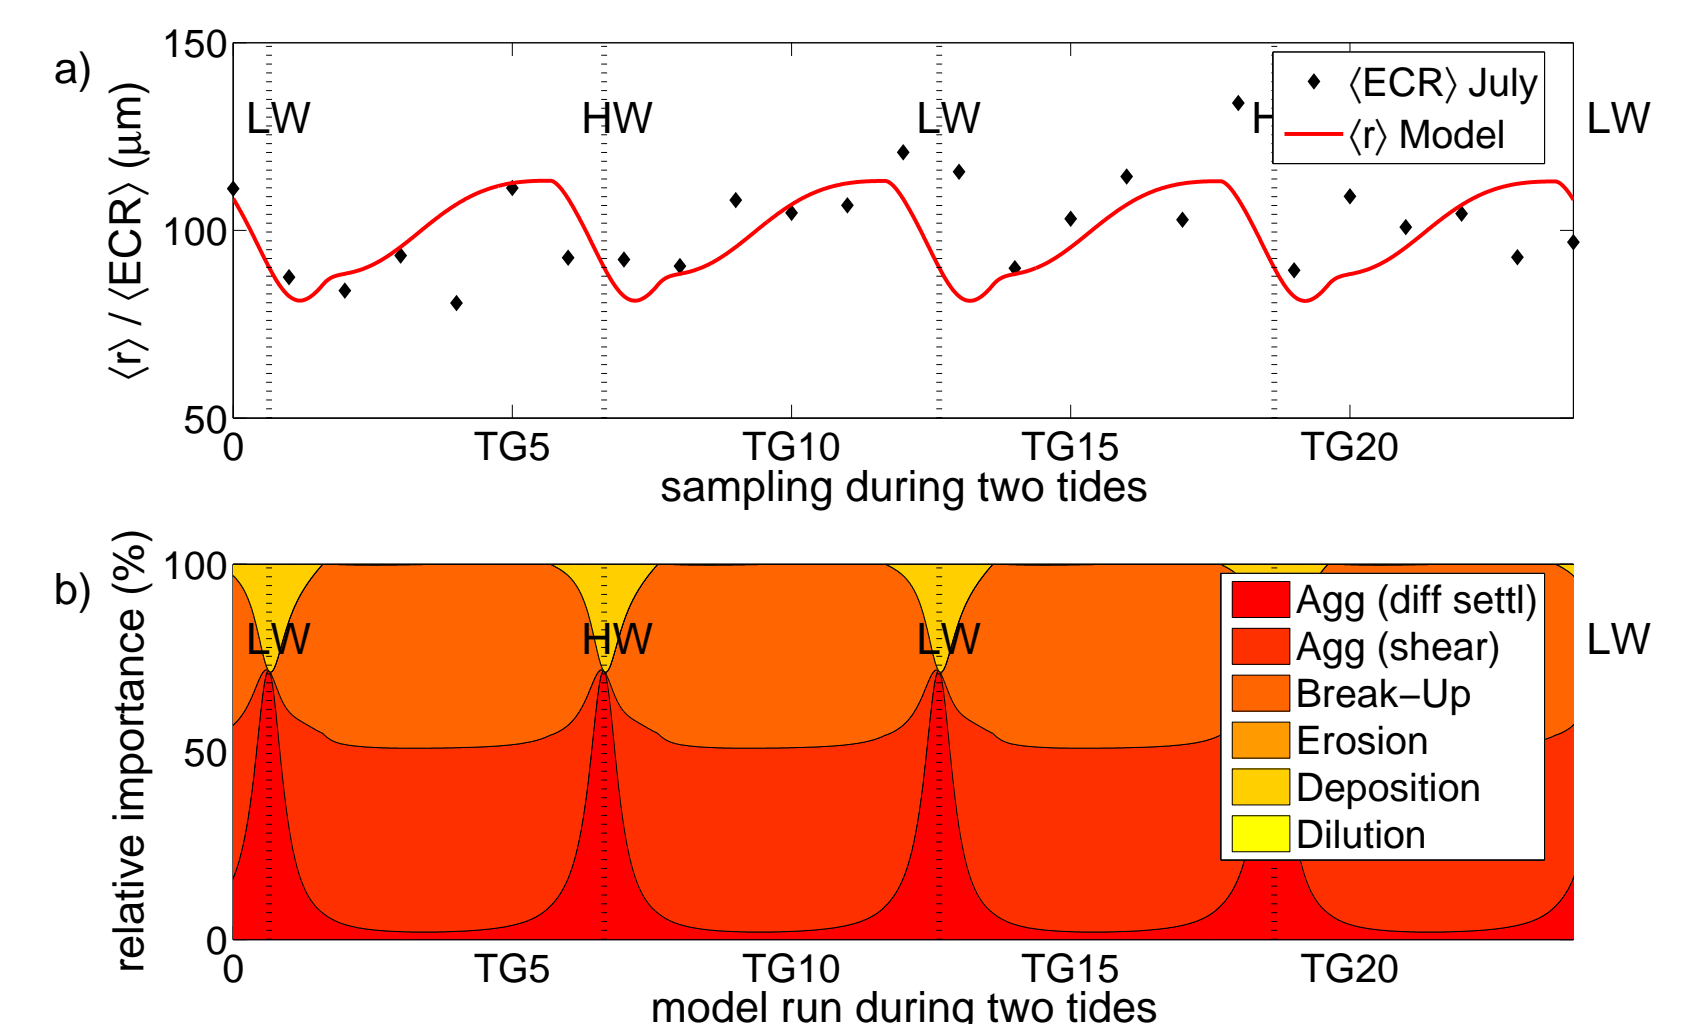 a)
⟨r⟩ / ⟨ECR⟩ (μm)
150
100
50
LW
HW
LW
H
LW
⟨ECR⟩ July
⟨r⟩ Model
0
TG5
TG10
TG15
TG20
sampling during two tides
b)
relative importance (%)
100
50
0
LW
HW
LW
LW
Agg (diff settl)
Agg (shear)
Break−Up
Erosion
Deposition
Dilution
0
TG5
TG10
TG15
TG20
model run during two tides